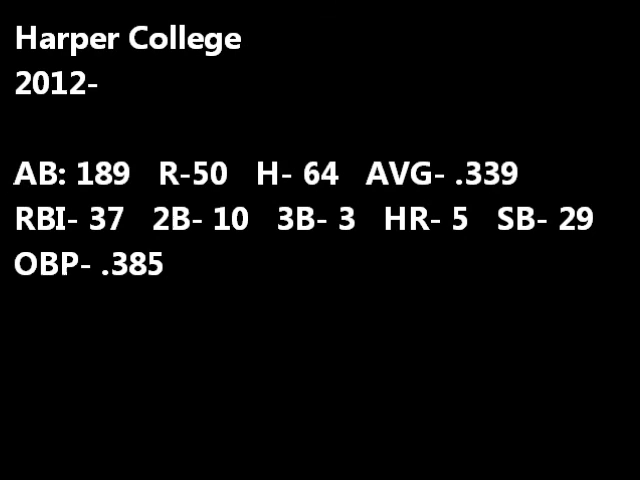 Harper College
2012-
AB: 189 R-50 H- 64 AVG- .339
RBI- 37 2B- 10 3B- 3 HR- 5 SB- 29
OBP- .385